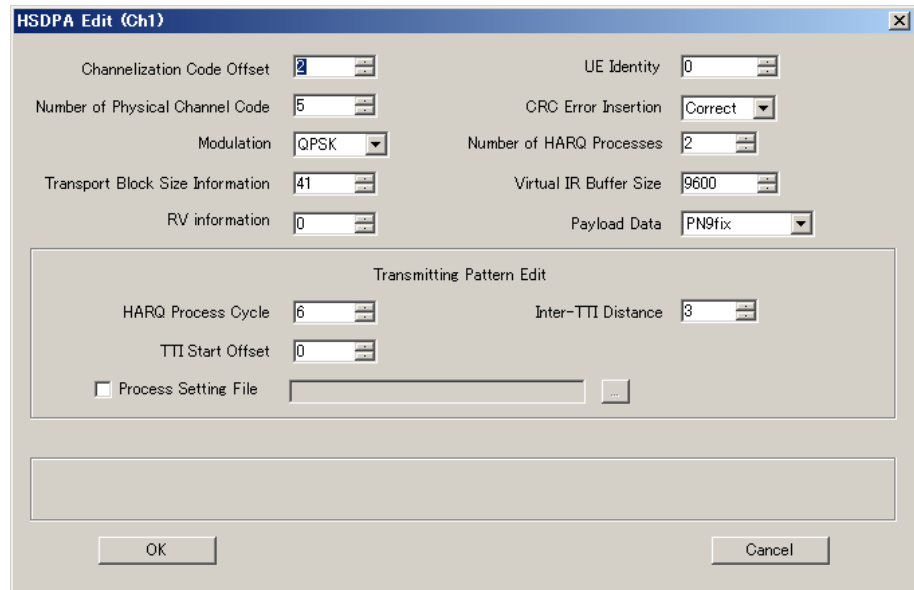 HSDPA Edit (Ch1)
Channelization Code Offset 2 UE Identity 0
Number of Physical Channel Code 5 CRC Error Insertion Correct
Modulation QPSK Number of HARQ Processes 2
Transport Block Size Information 41 Virtual IR Buffer Size 9600
RV information 0 Payload Data PN9fix
Transmitting Pattern Edit
HARQ Process Cycle 6 Inter-TTI Distance 3
TTI Start Offset 0
Process Setting File ...
OK Cancel